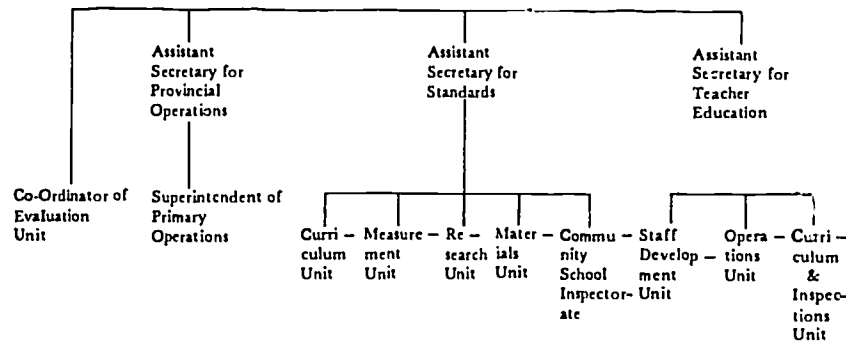 Assistant
Secretary for
Provincial
Operations
Assistant
Secretary for
Standards
Assistant
Secretary for
Teacher
Education
Co-Ordinator of
Evaluation
Unit
Superintendent of
Primary
Operations
Curri –
culum
Unit
Measure –
ment
Unit
Re –
search
Unit
Mater –
ials
Unit
Commu –
nity
School
Inspector-
ate
Staff
Develop –
ment
Unit
Opera –
tions
Unit
Curri –
culum
&
Inspec–
tions
Unit